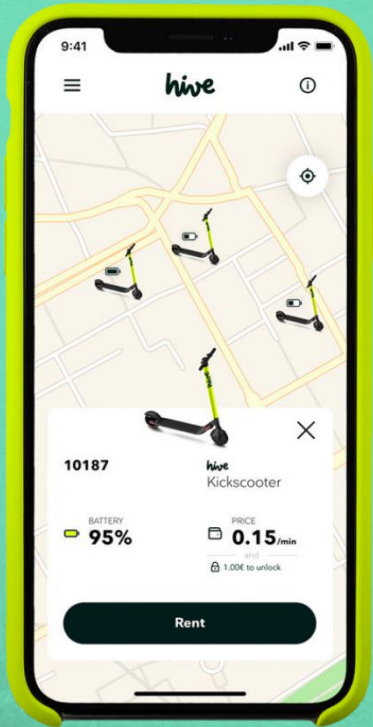 9:41
hive
10187
hive
Kickscooter
BATTERY
95%
PRICE
0.15/min
and
1.00€ to unlock
Rent